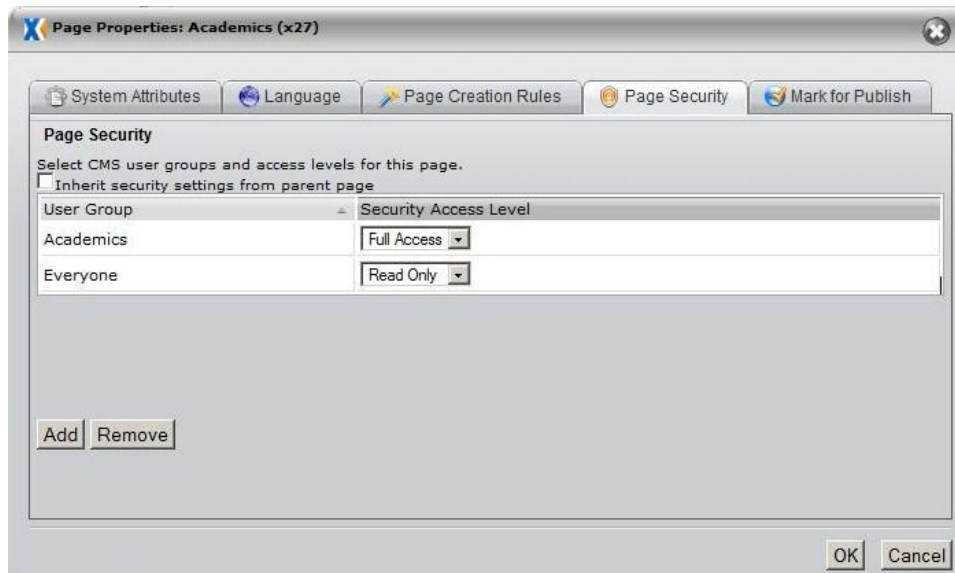 Page Properties: Academics (x27)
System Attributes Language Page Creation Rules Page Security Mark for Publish
Page Security
Select CMS user groups and access levels for this page.
Inherit security settings from parent page
User Group Security Access Level
Academics Full Access
Everyone Read Only
Add Remove
OK Cancel